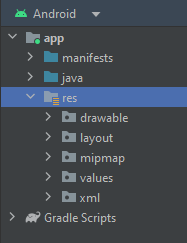 Android
app
manifests
java
res
drawable
layout
mipmap
values
xml
Gradle Scripts